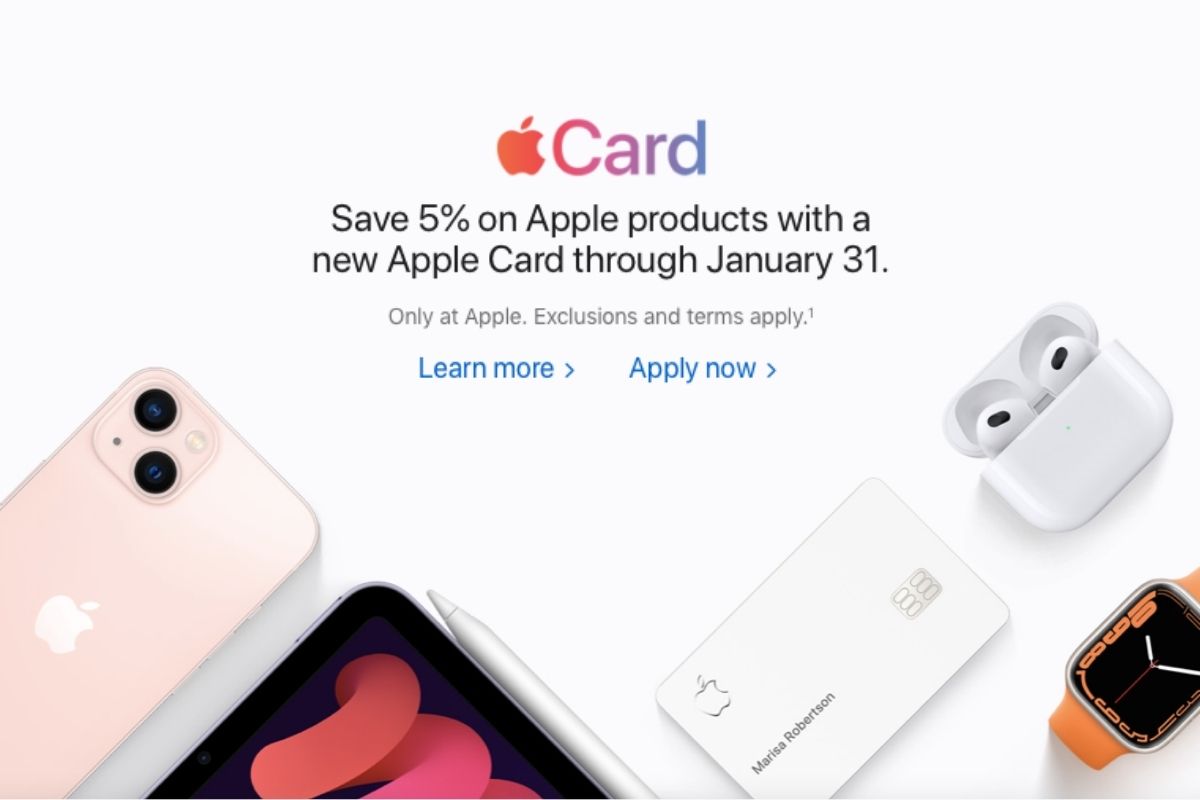 Card
Save 5% on Apple products with a
new Apple Card through January 31.
Only at Apple. Exclusions and terms apply.¹
Learn more >
Apply now >
Marisa Robertson